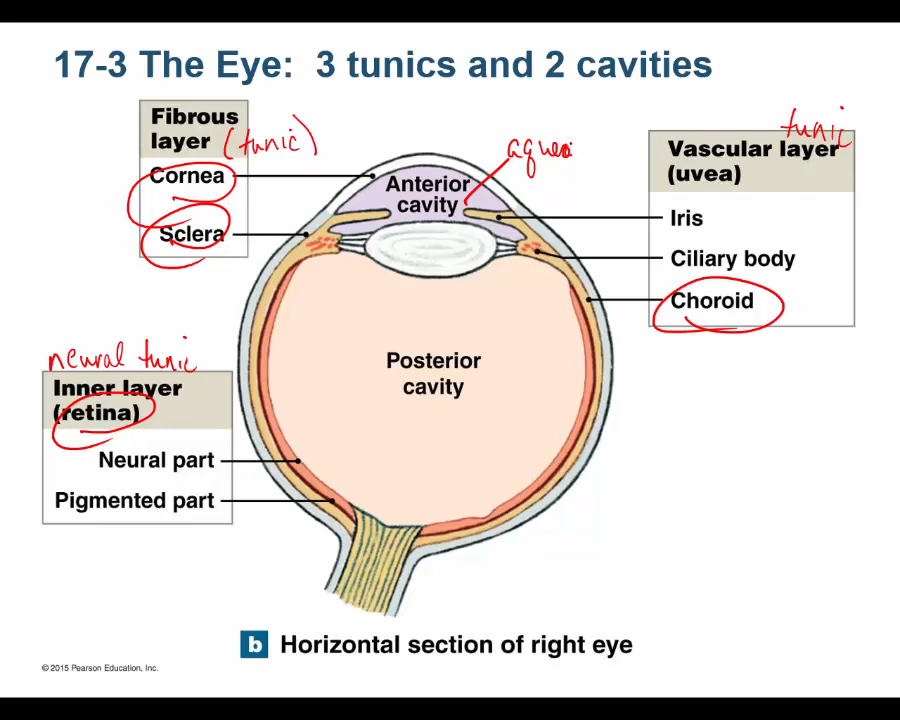 17-3 The Eye: 3 tunics and 2 cavities
Fibrous
layer (tunic)
Cornea
Sclera
Anterior
cavity
tunic
Vascular layer
(uvea)
Iris
Ciliary body
Choroid
neural tunic
Inner layer
(retina)
Neural part
Pigmented part
Posterior
cavity
b Horizontal section of right eye
© 2015 Pearson Education, Inc.